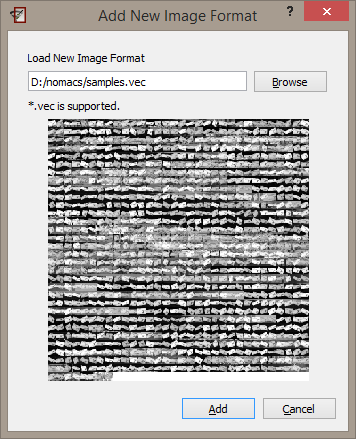 Add New Image Format
?
Load New Image Format
D:/nomacs/samples.vec
Browse
*.vec is supported.
Add
Cancel